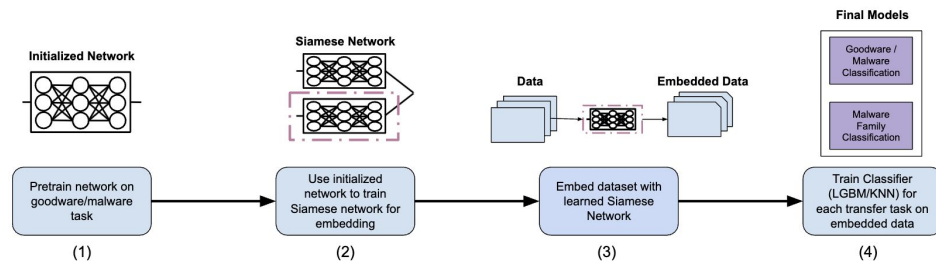 Initialized Network
Siamese Network
Data
Embedded Data
Final Models
Goodware /
Malware
Classification
Malware
Family
Classification
Pretrain network on
goodware/malware
task
Use initialized
network to train
Siamese network for
embedding
Embed dataset with
learned Siamese
Network
Train Classifier
(LGBM/KNN) for
each transfer task on
embedded data
(1)
(2)
(3)
(4)